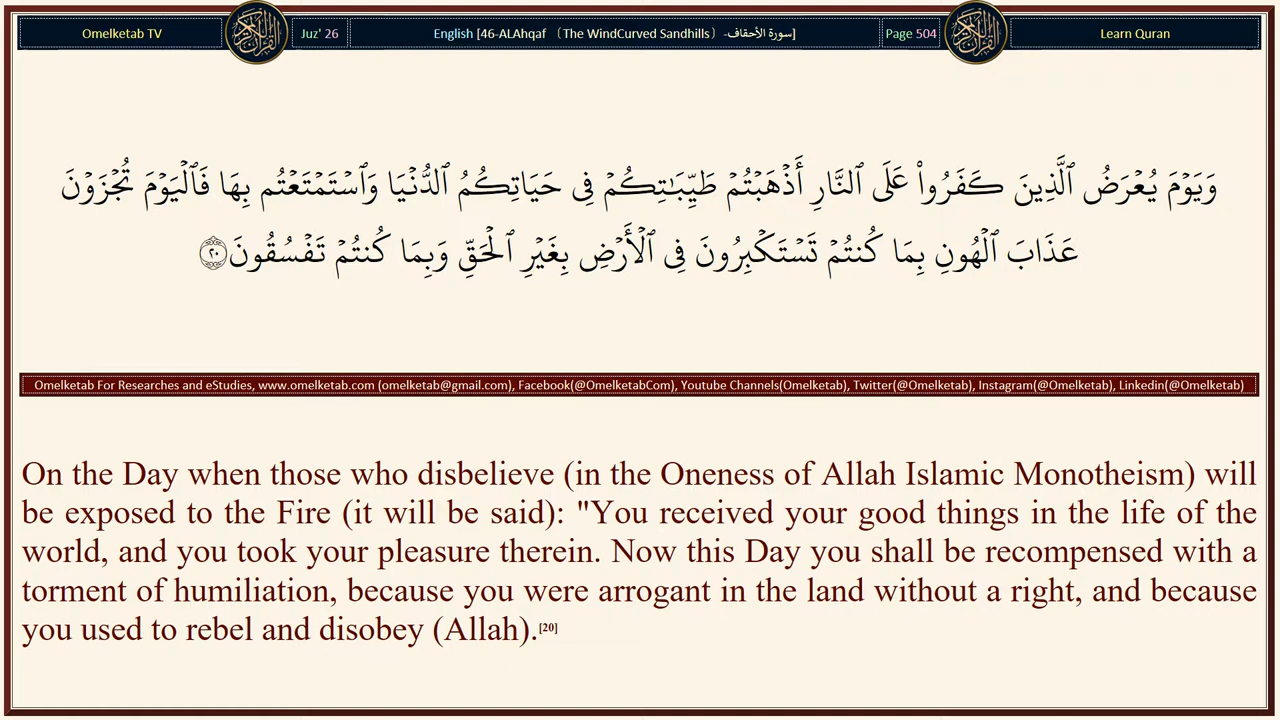 Omelketab TV
Juz' 26
English [46-ALAhqaf （The WindCurved Sandhills）-سورة الأحقاف]
Page 504
Learn Quran
وَيَوۡمَ يُعۡرَضُ ٱلَّذِينَ كَفَرُواْ عَلَى ٱلنَّارِ أَذۡهَبۡتُمۡ طَيِّبَٰتِكُمۡ فِي حَيَاتِكُمُ ٱلدُّنۡيَا وَٱسۡتَمۡتَعۡتُم بِهَا فَٱلۡيَوۡمَ تُجۡزَوۡنَ
عَذَابَ ٱلۡهُونِ بِمَا كُنتُمۡ تَسۡتَكۡبِرُونَ فِي ٱلۡأَرۡضِ بِغَيۡرِ ٱلۡحَقِّ وَبِمَا كُنتُمۡ تَفۡسُقُونَ ٢٠
Omelketab For Researches and eStudies, www.omelketab.com (omelketab@gmail.com), Facebook(@OmelketabCom), Youtube Channels(Omelketab), Twitter(@Omelketab), Instagram(@Omelketab), Linkedin(@Omelketab)
On the Day when those who disbelieve (in the Oneness of Allah Islamic Monotheism) will
be exposed to the Fire (it will be said): "You received your good things in the life of the
world, and you took your pleasure therein. Now this Day you shall be recompensed with a
torment of humiliation, because you were arrogant in the land without a right, and because
you used to rebel and disobey (Allah).[20]